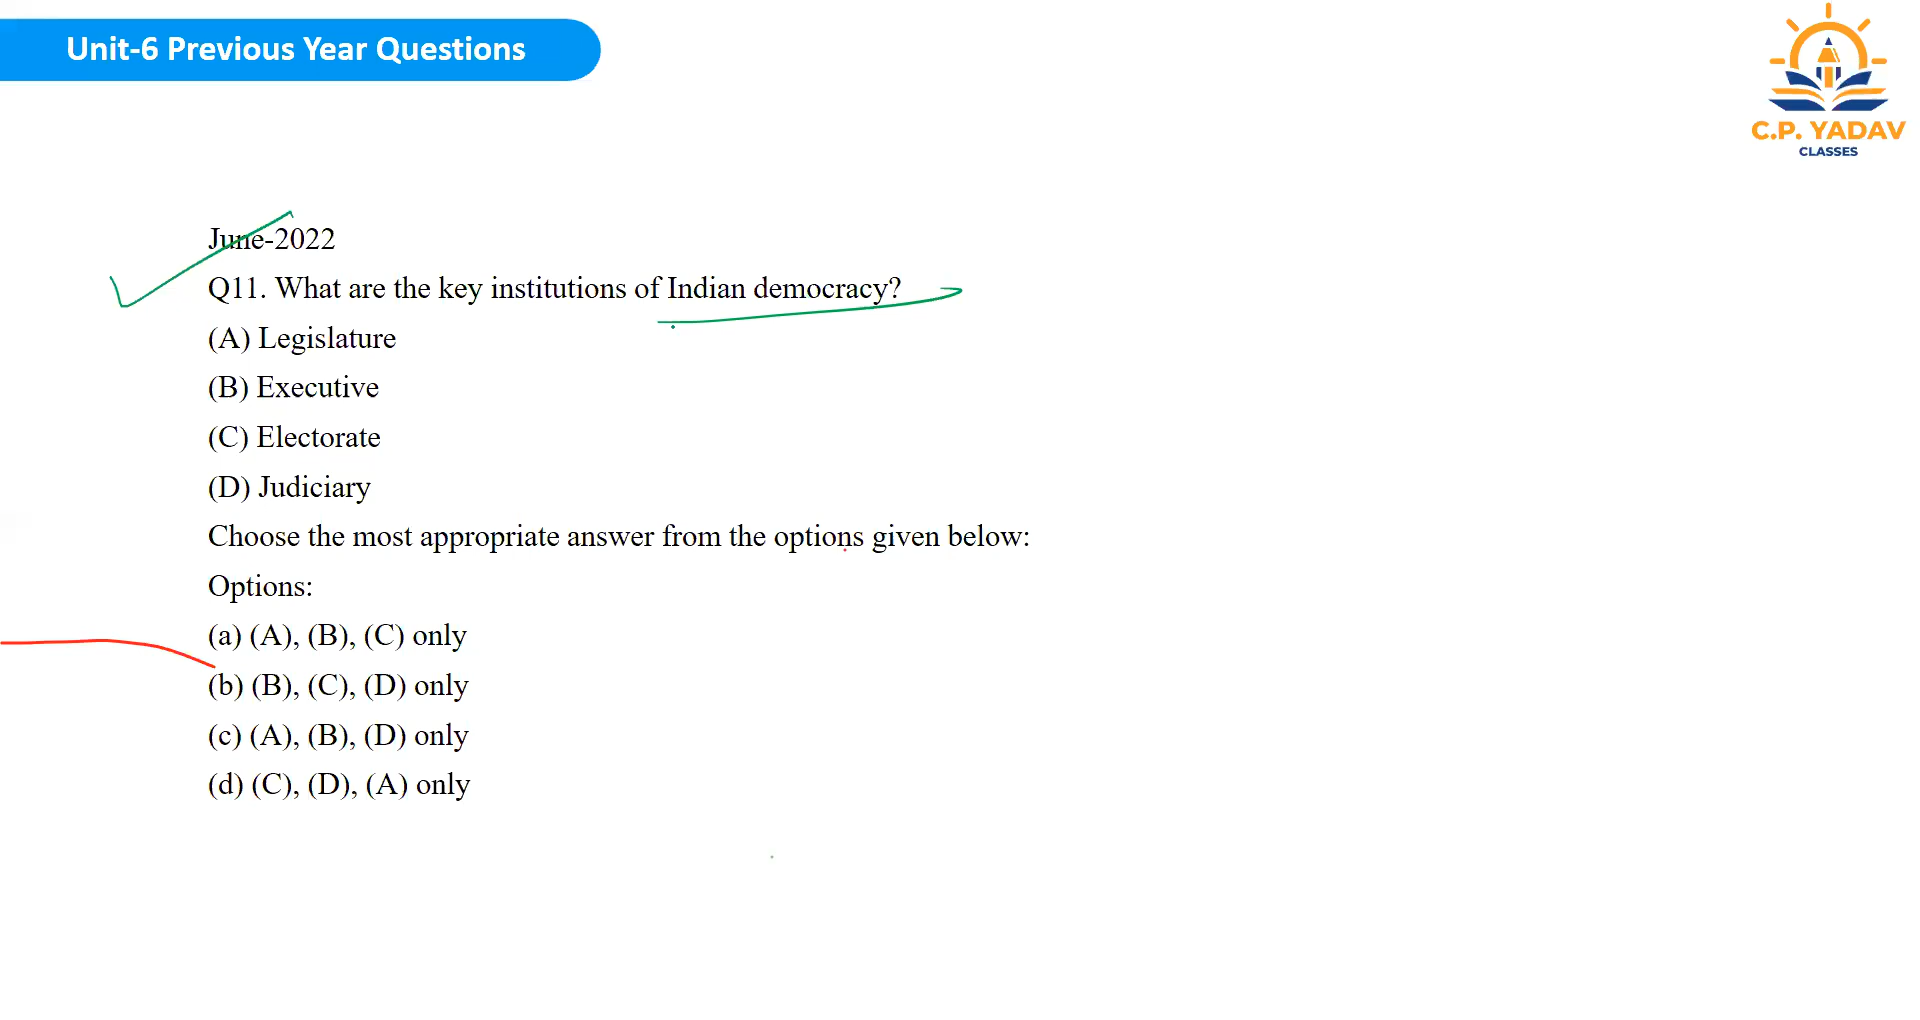 Unit-6 Previous Year Questions
C.P. YADAV
CLASSES
June-2022
Q11. What are the key institutions of Indian democracy?
(A) Legislature
(B) Executive
(C) Electorate
(D) Judiciary
Choose the most appropriate answer from the options given below:
Options:
(a) (A), (B), (C) only
(b) (B), (C), (D) only
(c) (A), (B), (D) only
(d) (C), (D), (A) only